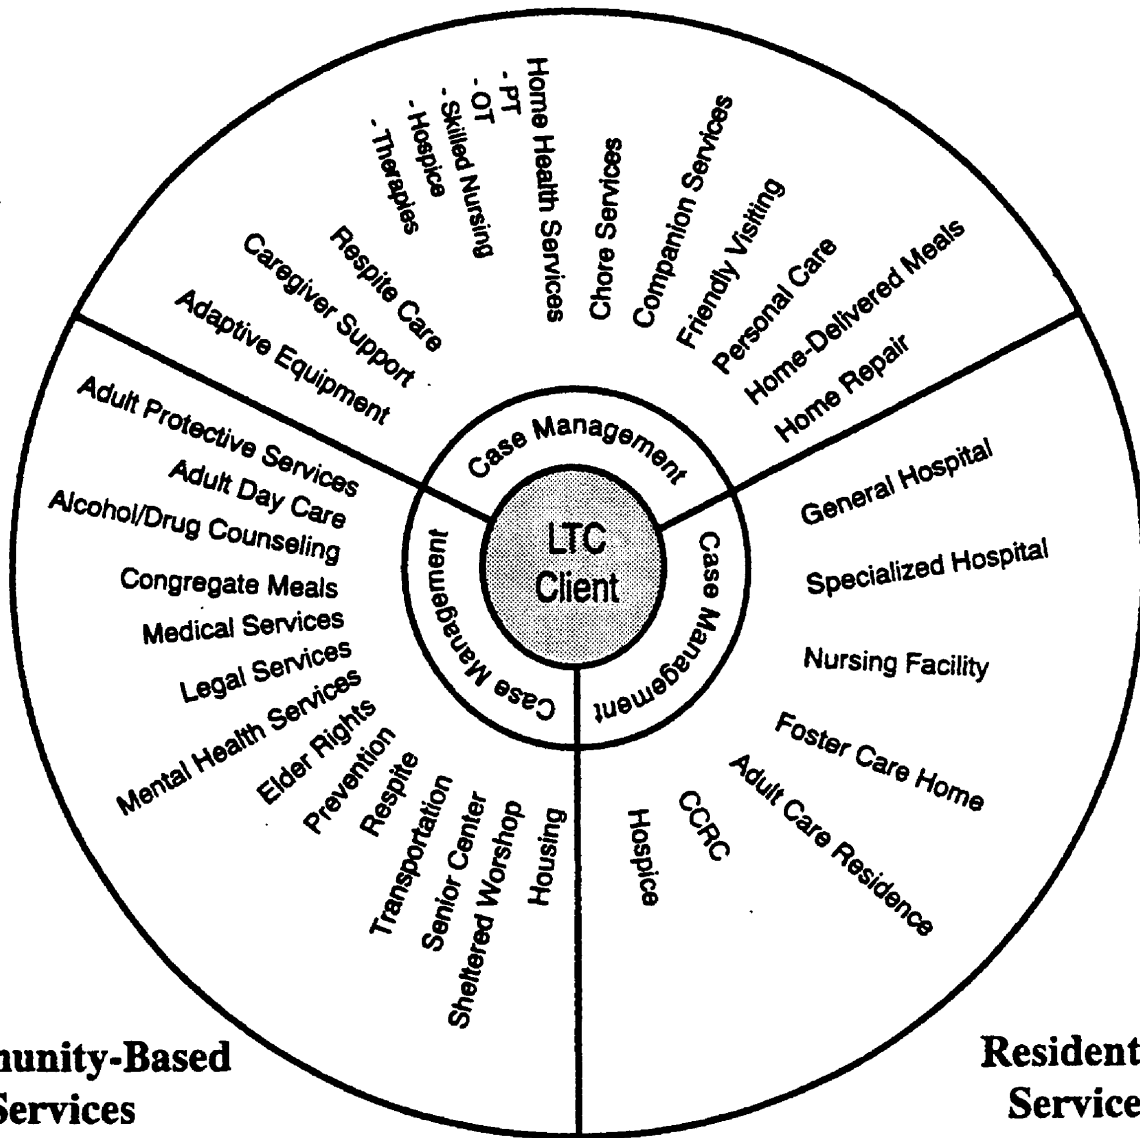 Adaptive Equipment
Caregiver Support
Respite Care
- Therapies
- Hospice
- Skilled Nursing
- OT
- PT
Home Health Services
Chore Services
Companion Services
Friendly Visiting
Personal Care
Home-Delivered Meals
Home Repair
General Hospital
Specialized Hospital
Nursing Facility
Foster Care Home
Adult Care Residence
CCRC
Hospice
Housing
Sheltered Worshop
Senior Center
Transportation
Respite
Prevention
Elder Rights
Mental Health Services
Legal Services
Medical Services
Congregate Meals
Alcohol/Drug Counseling
Adult Day Care
Adult Protective Services
Case Management
Case Management
Case Management
LTC
Client
nunity-Based
Services
Resident
Service